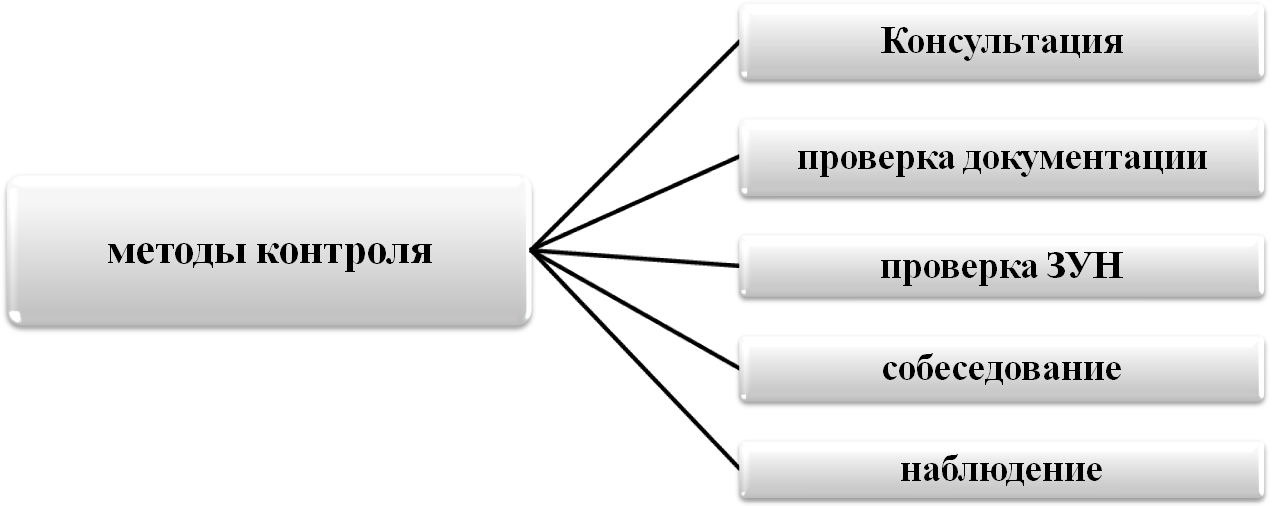 методы контроля
Консультация
проверка документации
проверка ЗУН
собеседование
наблюдение